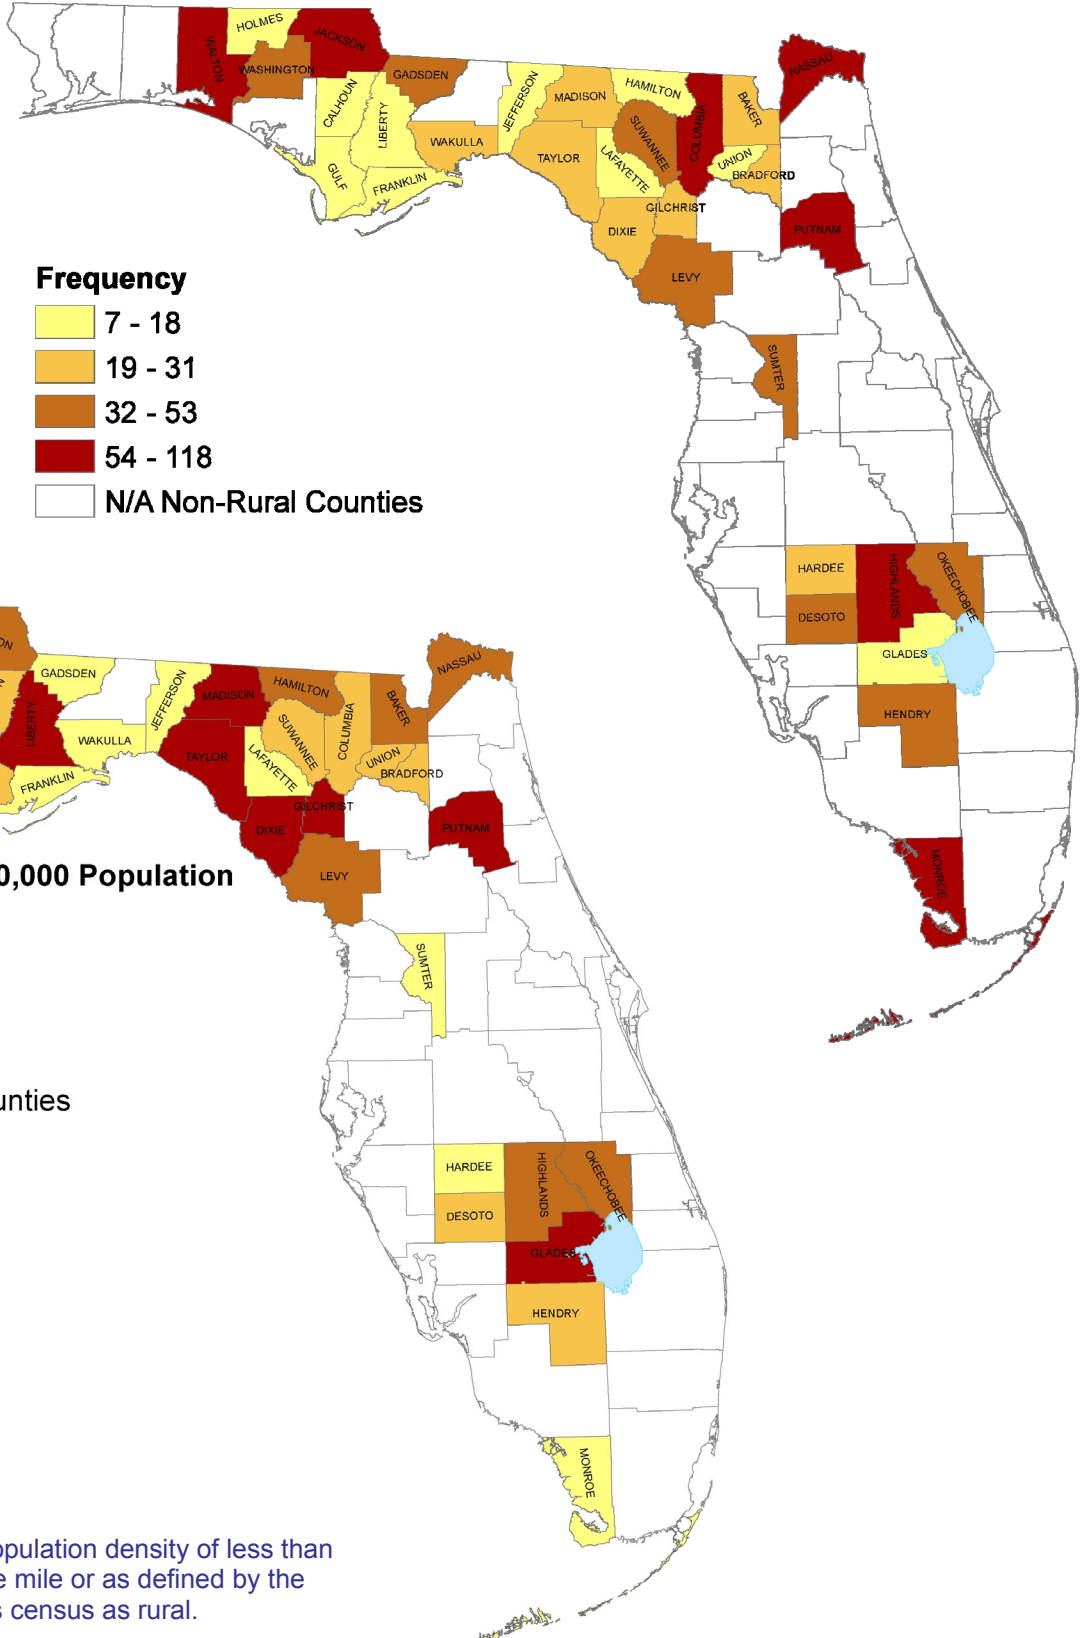 HOLMES
JACKSON
WALTON
WASHINGTON
GADSDEN
CALHOUN
LIBERTY
JEFFERSON
MADISON
HAMILTON
NASSAU
BAKER
COLUMBIA
SUWANNEE
WAKULLA
TAYLOR
LAFAYETTE
UNION
BRADFORD
GULF
FRANKLIN
GILCHRIST
DIXIE
PUTNAM
LEVY
SUMTER
HARDEE
HIGHLANDS
OKEECHOBEE
DESOTO
GLADES
HENDRY
MONROE
Frequency
7 - 18
19 - 31
32 - 53
54 - 118
N/A Non-Rural Counties
ON
N
GADSDEN
LIBERTY
WAKULLA
FRANKLIN
JEFFERSON
MADISON
HAMILTON
NASSAU
BAKER
COLUMBIA
SUWANNEE
TAYLOR
LAFAYETTE
UNION
BRADFORD
GILCHRIST
DIXIE
PUTNAM
LEVY
0,000 Population
SUMTER
unties
HARDEE
HIGHLANDS
OKEECHOBEE
DESOTO
GLADES
HENDRY
MONROE
opulation density of less than
e mile or as defined by the
s census as rural.